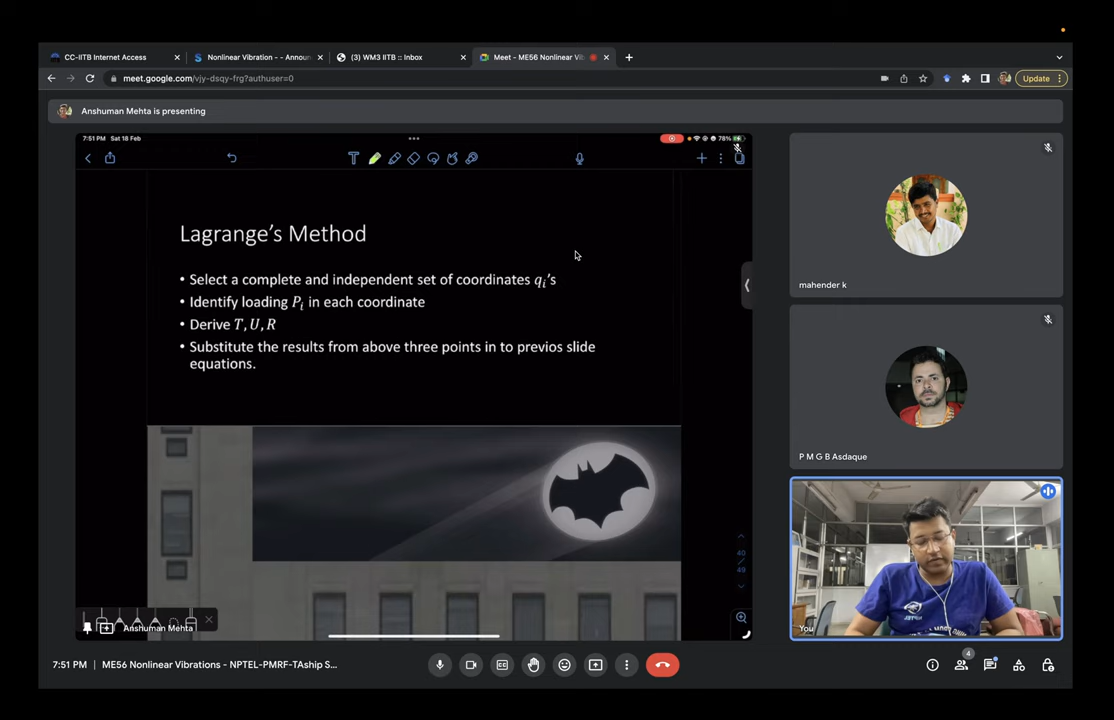 CC-IITB Internet Access
Nonlinear Vibration - - Announ
(3) WM3 IITB :: Inbox
Meet - ME56 Nonlinear Vib
meet.google.com/vjy-dsqy-frg?authuser=0
Update
Anshuman Mehta is presenting
7:51 PM Sat 18 Feb
78%
Lagrange's Method
• Select a complete and independent set of coordinates qᵢ's
• Identify loading Pᵢ in each coordinate
• Derive T, U, R
• Substitute the results from above three points in to previos slide
equations.
40
/
49
Anshuman Mehta
mahender k
P M G B Asdaque
You
7:51 PM | ME56 Nonlinear Vibrations - NPTEL-PMRF-TAship S...
CC
4